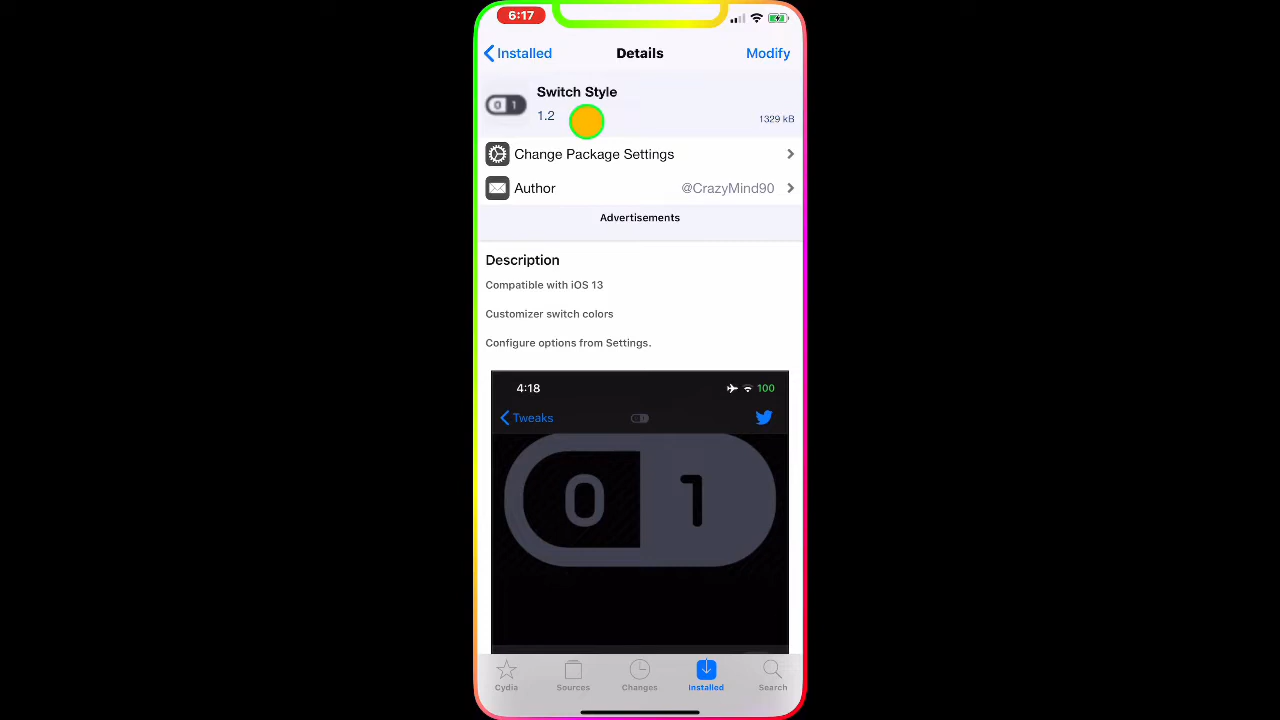 6:17
Installed
Details
Modify
0 1
Switch Style
1.2
1329 kB
Change Package Settings
Author
@CrazyMind90
Advertisements
Description
Compatible with iOS 13
Customizer switch colors
Configure options from Settings.
4:18
100
Tweaks
0 1
Cydia
Sources
Changes
Installed
Search